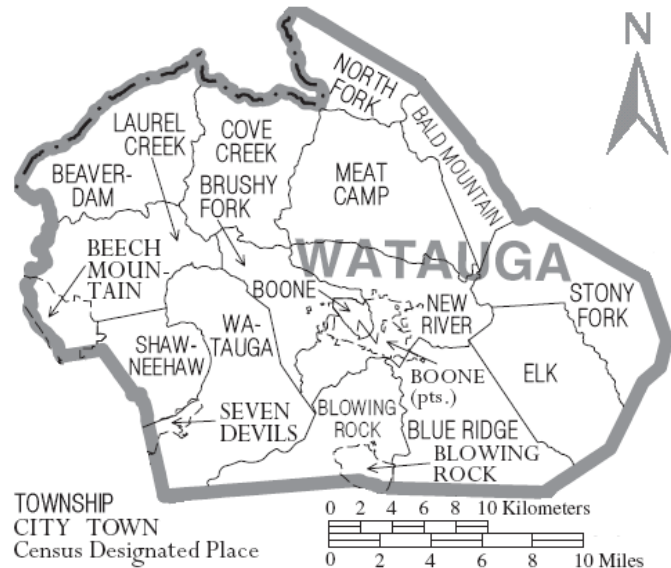 N
NORTH
FORK
BALD MOUNTAIN
LAUREL
CREEK
COVE
CREEK
MEAT
CAMP
BEAVER-
DAM
BRUSHY
FORK
BEECH
MOUN-
TAIN
WATAUGA
BOONE
NEW
RIVER
STONY
FORK
SHAW-
NEEHAW
WA-
TAUGA
BOONE
(pts.)
ELK
SEVEN
DEVILS
BLOWING
ROCK
BLUE RIDGE
BLOWING
ROCK
TOWNSHIP
CITY TOWN
Census Designated Place
0 2 4 6 8 10 Kilometers
0 2 4 6 8 10 Miles